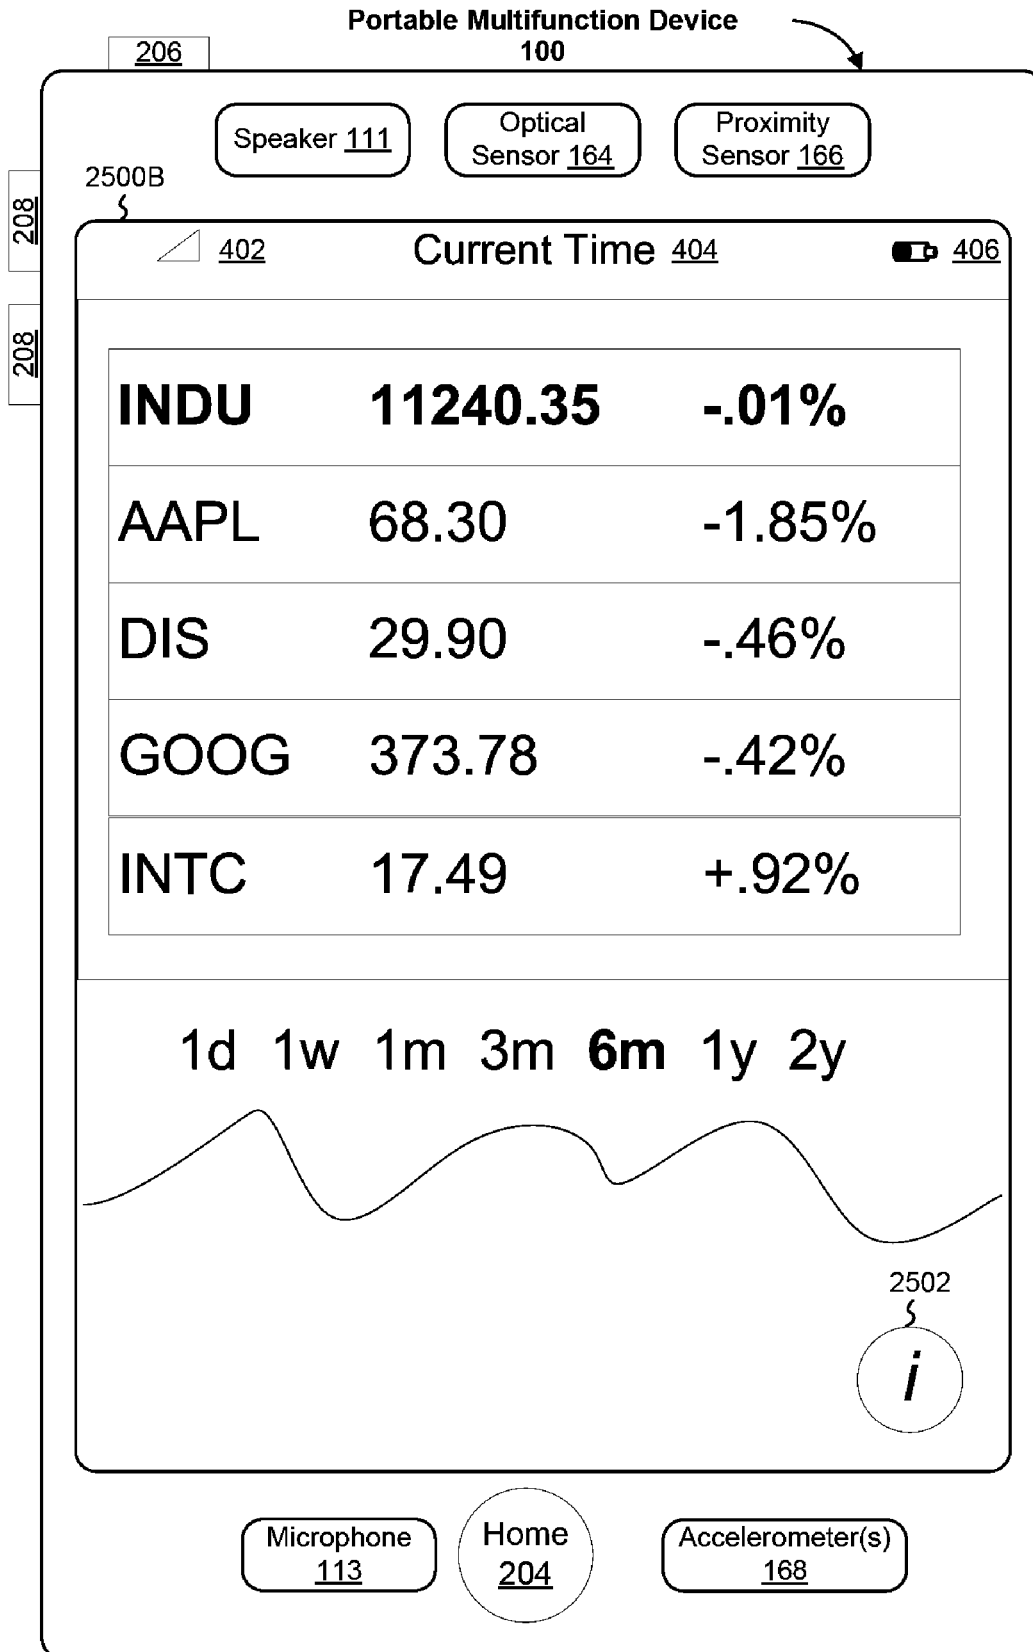 Portable Multifunction Device
100
206
Speaker 111
Optical
Sensor 164
Proximity
Sensor 166
2500B
208
208
402 Current Time 404 406
INDU 11240.35 -.01%
AAPL 68.30 -1.85%
DIS 29.90 -.46%
GOOG 373.78 -.42%
INTC 17.49 +.92%
1d 1w 1m 3m 6m 1y 2y
2502
i
Microphone
113
Home
204
Accelerometer(s)
168